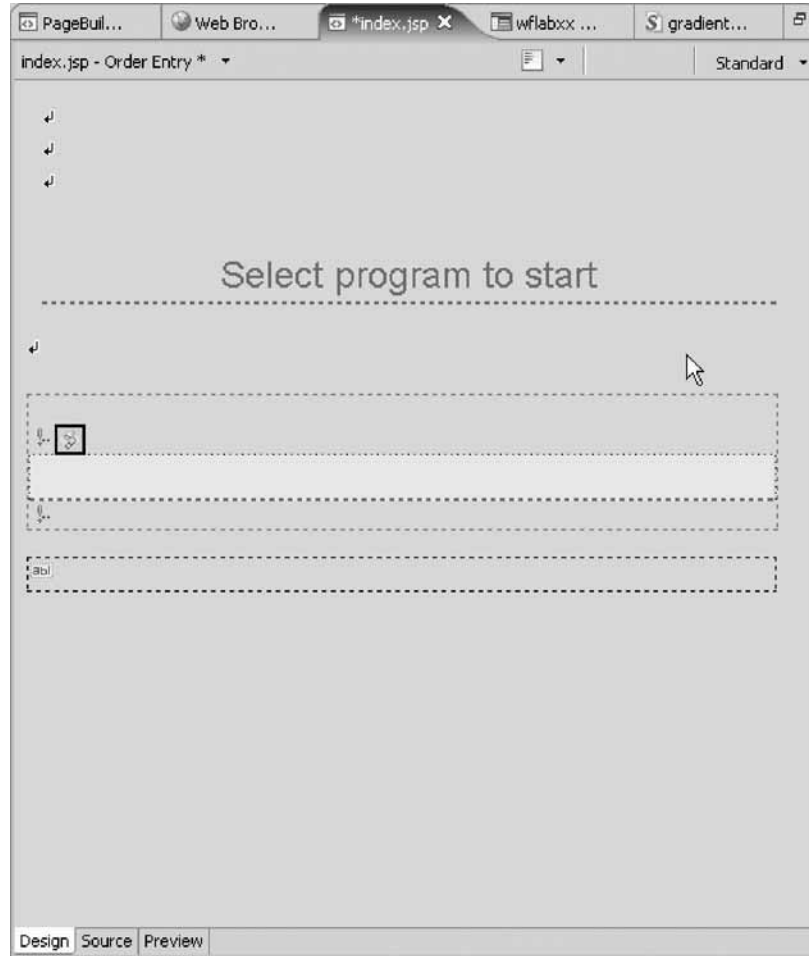 PageBuil... Web Bro... *index.jsp wflabxx ... gradient...
index.jsp - Order Entry * Standard
Select program to start
abl
Design Source Preview